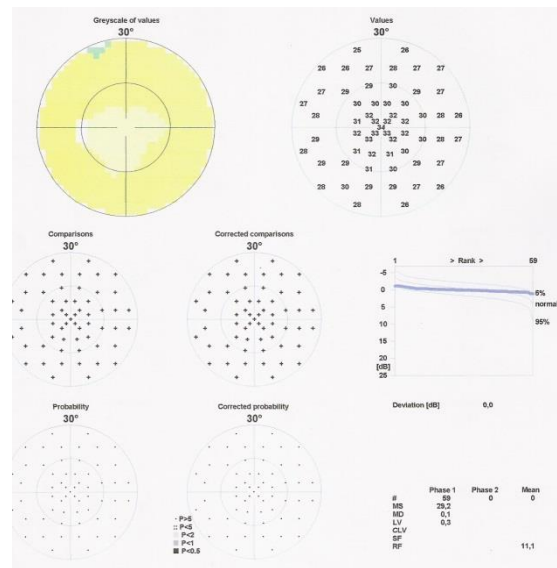 Greyscale of values
30°
Values
30°
25 26
26 26 27 28 27 27
27 29 29 30 28 27
27 30 30 30 30 28
28 31 32 32 32 30 28 26
34
29 32 33 33 32 30 28 27
28 31 33 32 30
27 29 32 31 29 27
31 30
28 30 29 29 30 26
28 26
Comparisons
30°
Corrected comparisons
30°
1 > Rank > 59
-5
0
5
10
15
20
[dB]
25
5%
normal
95%
Probability
30°
Corrected probability
30°
Deviation [dB] 0,0
P>5
P<5
P<2
P<1
P<0.5
Phase 1 Phase 2 Mean
# 59 0 0
MS 29,2
MD 0,1
LV 0,3
CLV
SF
RF 11,1